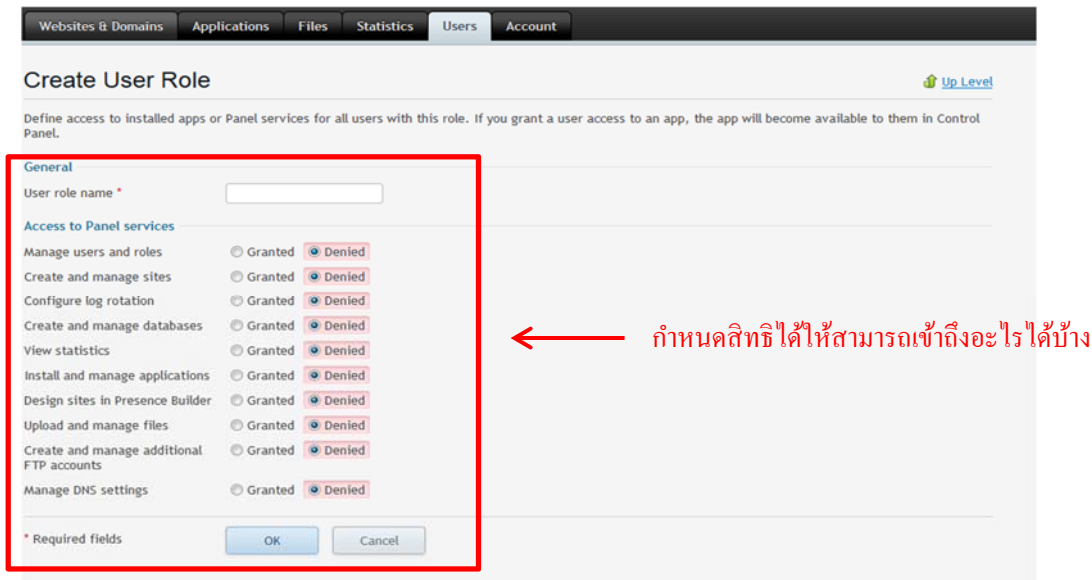 Websites & Domains Applications Files Statistics Users Account
Create User Role
Up Level
Define access to installed apps or Panel services for all users with this role. If you grant a user access to an app, the app will become available to them in Control
Panel.
General
User role name *
Access to Panel services
Manage users and roles Granted Denied
Create and manage sites Granted Denied
Configure log rotation Granted Denied
Create and manage databases Granted Denied
View statistics Granted Denied
กำหนดสิทธิได้ให้สามารถเข้าถึงอะไรได้บ้าง
Install and manage applications Granted Denied
Design sites in Presence Builder Granted Denied
Upload and manage files Granted Denied
Create and manage additional Granted Denied
FTP accounts
Manage DNS settings Granted Denied
* Required fields OK Cancel